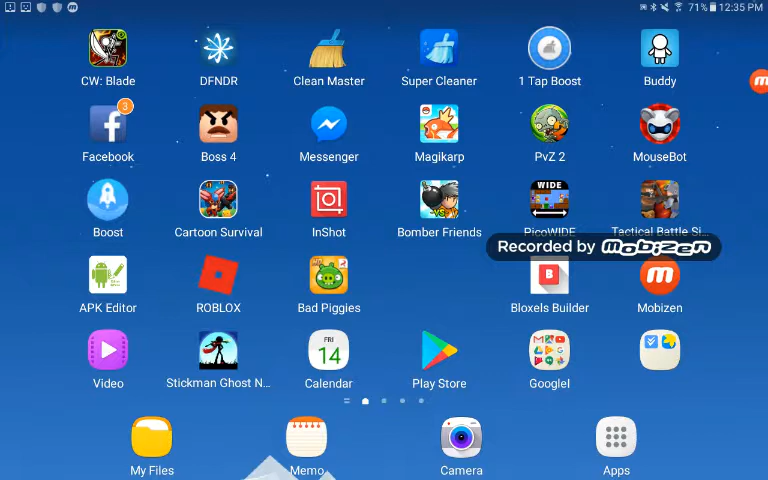 71% 12:35 PM
CW: Blade DFNDR Clean Master Super Cleaner 1 Tap Boost Buddy
3
Facebook Boss 4 Messenger Magikarp PvZ 2 MouseBot
WIDE
Boost Cartoon Survival InShot Bomber Friends PicoWIDE Tactical Battle Si...
Recorded by Mobizen
B
APK Editor ROBLOX Bad Piggies Bloxels Builder Mobizen
FRI
14
Video Stickman Ghost N... Calendar Play Store Googlel
My Files Memo Camera Apps